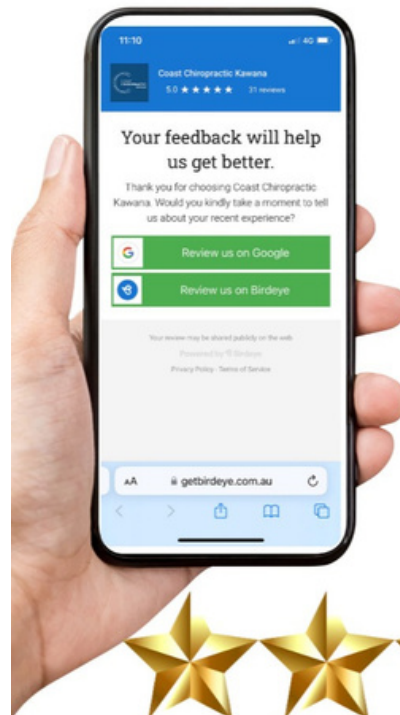 11:10
4G
Coast Chiropractic Kawana
5.0 ★★★★★ 31 reviews
Your feedback will help
us get better.
Thank you for choosing Coast Chiropractic
Kawana. Would you kindly take a moment to tell
us about your recent experience?
Review us on Google
Review us on Birdeye
Your review may be shared publicly on the web
Powered by Birdeye
Privacy Policy · Terms of Service
AA getbirdeye.com.au